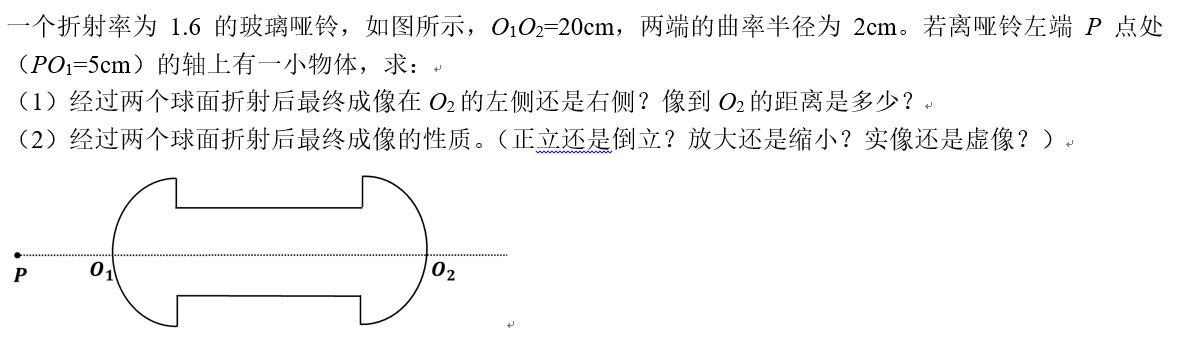 一个折射率为 1.6 的玻璃哑铃，如图所示，O₁O₂=20cm，两端的曲率半径为 2cm。若离哑铃左端 P 点处
（PO₁=5cm）的轴上有一小物体，求：
（1）经过两个球面折射后最终成像在 O₂ 的左侧还是右侧？像到 O₂ 的距离是多少？
（2）经过两个球面折射后最终成像的性质。（正立还是倒立？放大还是缩小？实像还是虚像？）
P O₁ O₂